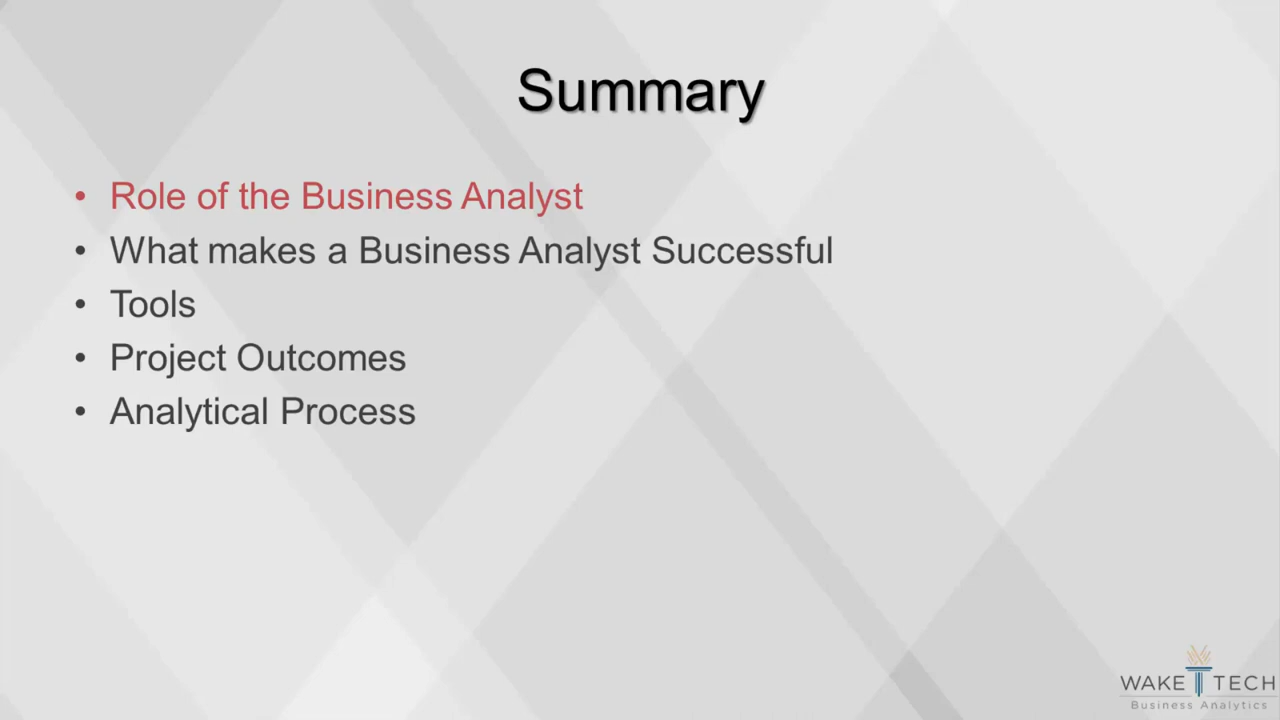 Summary
• Role of the Business Analyst
• What makes a Business Analyst Successful
• Tools
• Project Outcomes
• Analytical Process
WAKE TECH
Business Analytics